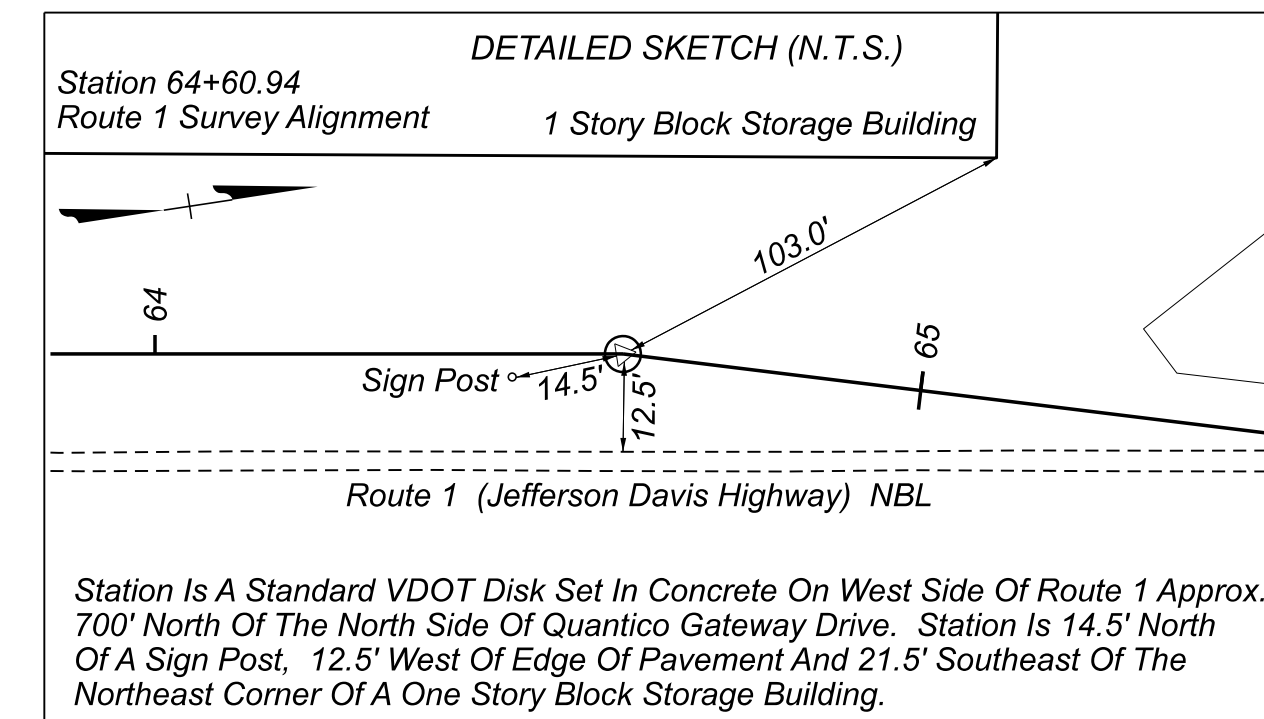 DETAILED SKETCH (N.T.S.)
Station 64+60.94
Route 1 Survey Alignment
1 Story Block Storage Building
103.0'
64
65
Sign Post
14.5'
12.5'
Route 1 (Jefferson Davis Highway) NBL
Station Is A Standard VDOT Disk Set In Concrete On West Side Of Route 1 Approx.
700' North Of The North Side Of Quantico Gateway Drive. Station Is 14.5' North
Of A Sign Post, 12.5' West Of Edge Of Pavement And 21.5' Southeast Of The
Northeast Corner Of A One Story Block Storage Building.